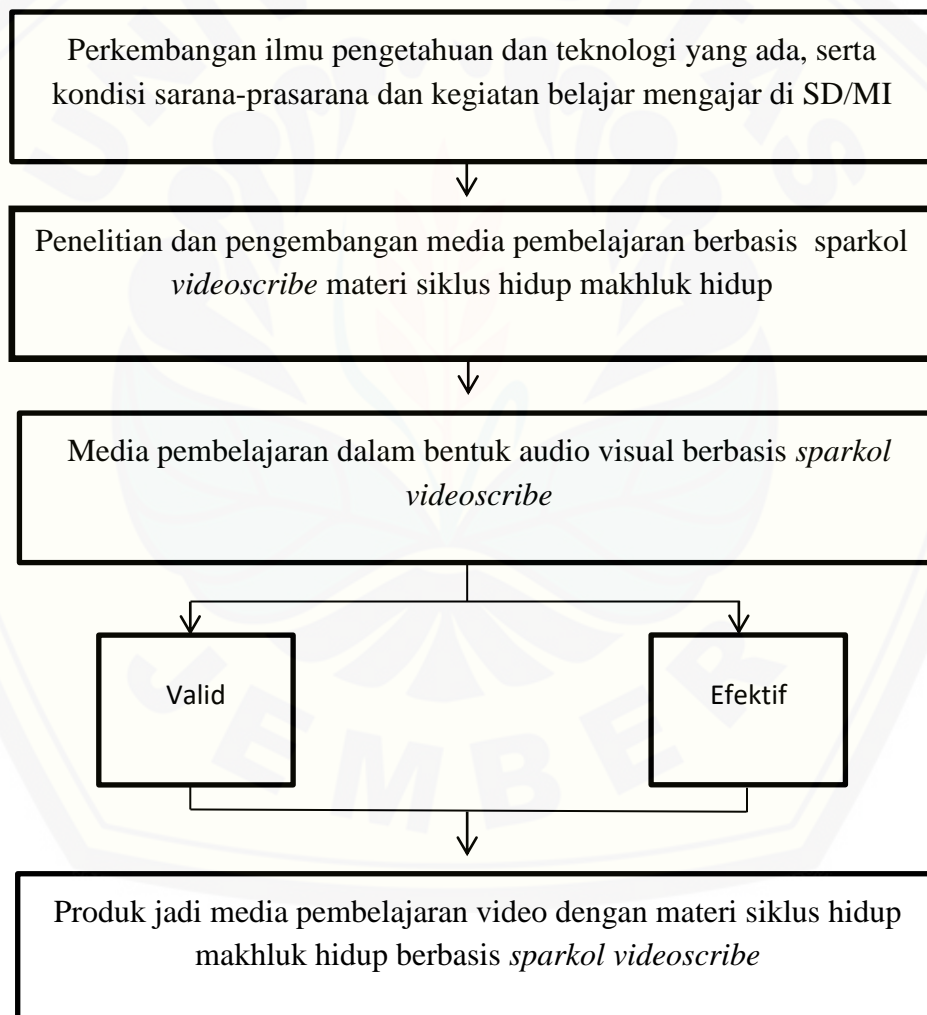 Perkembangan ilmu pengetahuan dan teknologi yang ada, serta
kondisi sarana-prasarana dan kegiatan belajar mengajar di SD/MI
Penelitian dan pengembangan media pembelajaran berbasis sparkol
videoscribe materi siklus hidup makhluk hidup
Media pembelajaran dalam bentuk audio visual berbasis sparkol
videoscribe
Valid
Efektif
JEMBER
Produk jadi media pembelajaran video dengan materi siklus hidup
makhluk hidup berbasis sparkol videoscribe